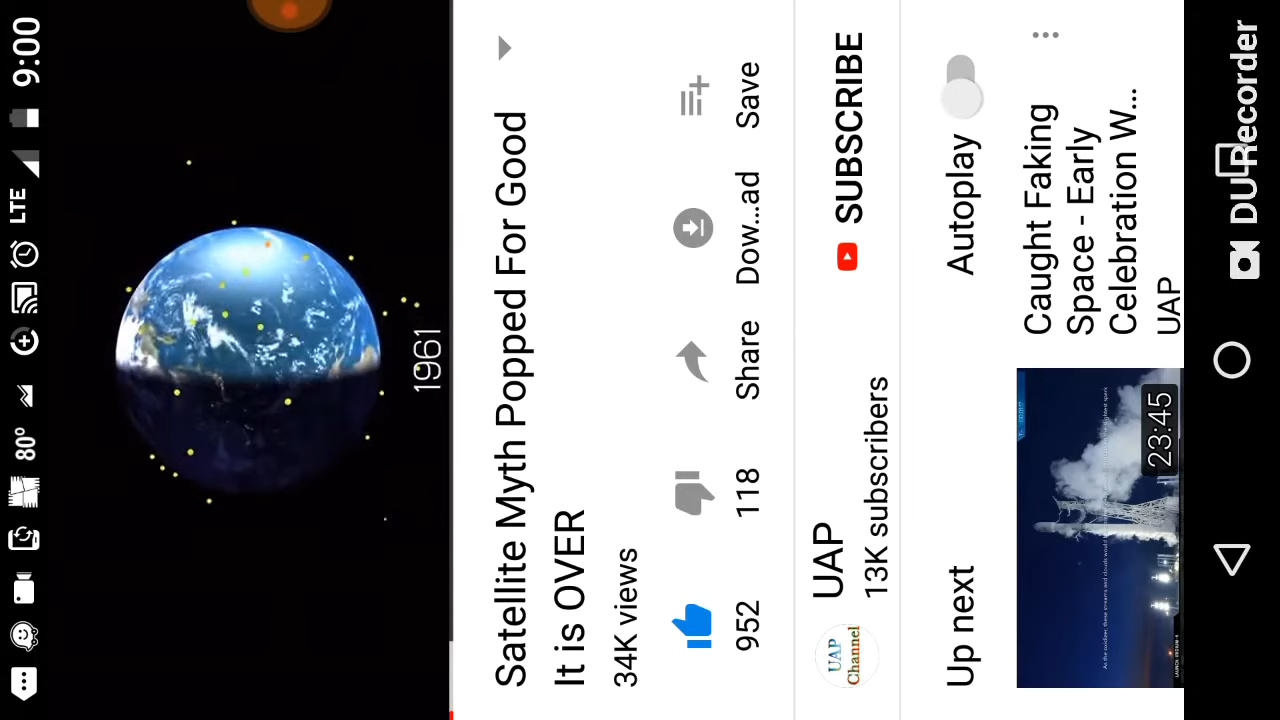 80° LTE 9:00
1961
Satellite Myth Popped For Good
It is OVER
34K views
952 118 Share Dow...ad Save
UAP Channel
UAP
13K subscribers
SUBSCRIBE
Up next Autoplay
23:45
Caught Faking
Space - Early
Celebration W...
UAP
DU Recorder